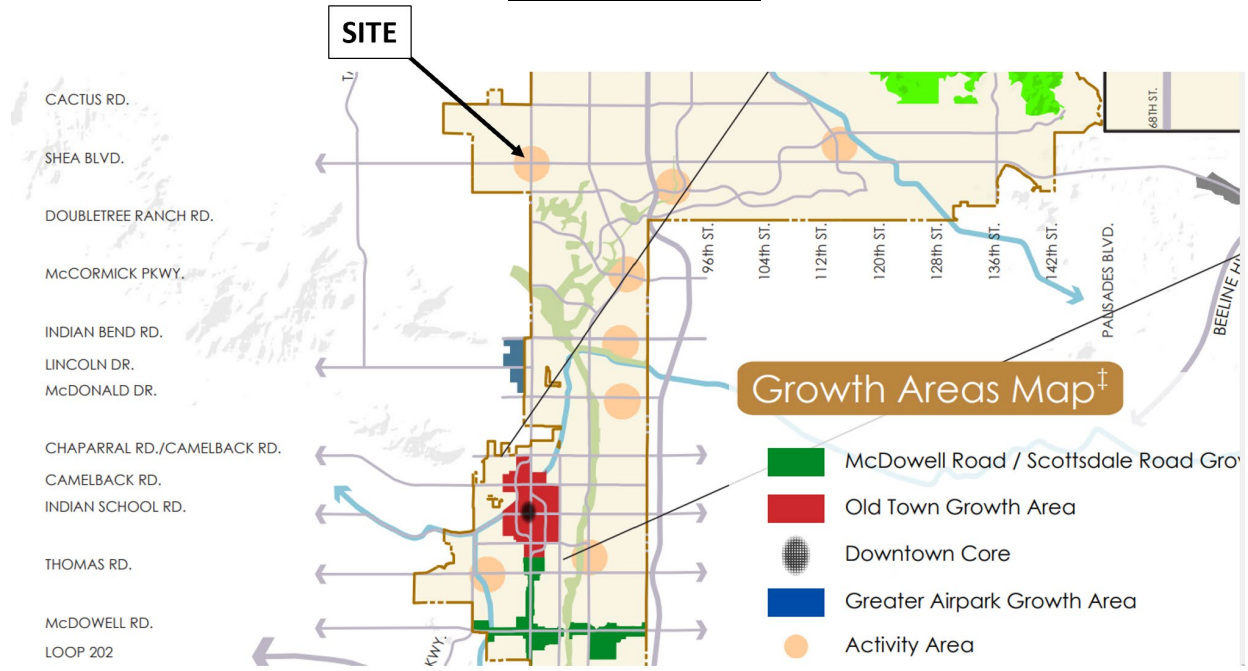 SITE
CACTUS RD.
SHEA BLVD.
DOUBLETREE RANCH RD.
McCORMICK PKWY.
INDIAN BEND RD.
LINCOLN DR.
McDONALD DR.
CHAPARRAL RD./CAMELBACK RD.
CAMELBACK RD.
INDIAN SCHOOL RD.
THOMAS RD.
McDOWELL RD.
LOOP 202
KWY.
68TH ST.
96th ST.
104th ST.
112th ST.
120th ST.
128th ST.
136th ST.
142th ST.
PALISADES BLVD.
BEELINE H
Growth Areas Map‡
McDowell Road / Scottsdale Road Gro
Old Town Growth Area
Downtown Core
Greater Airpark Growth Area
Activity Area